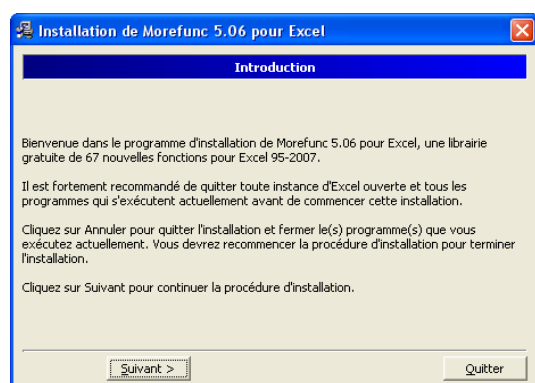 Installation de Morefunc 5.06 pour Excel
Introduction
Bienvenue dans le programme d'installation de Morefunc 5.06 pour Excel, une librairie
gratuite de 67 nouvelles fonctions pour Excel 95-2007.
Il est fortement recommandé de quitter toute instance d'Excel ouverte et tous les
programmes qui s'exécutent actuellement avant de commencer cette installation.
Cliquez sur Annuler pour quitter l'installation et fermer le(s) programme(s) que vous
exécutez actuellement. Vous devrez recommencer la procédure d'installation pour terminer
l'installation.
Cliquez sur Suivant pour continuer la procédure d'installation.
Suivant >
Quitter